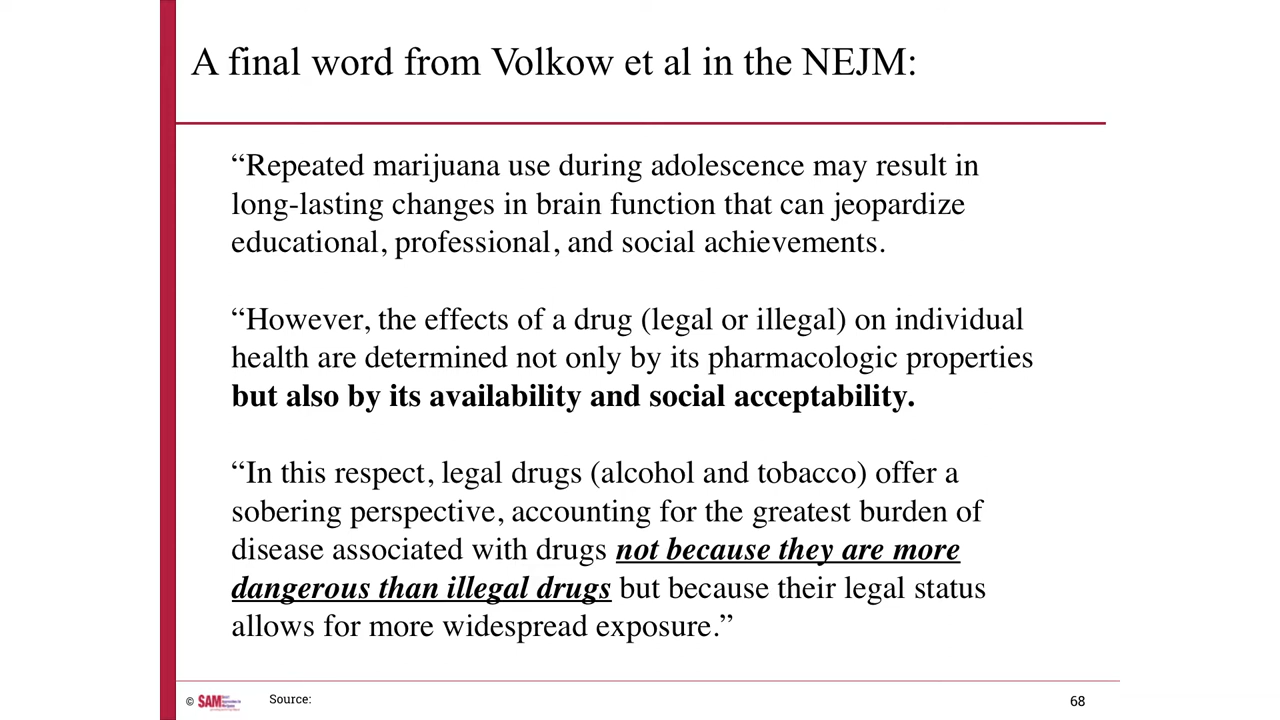 A final word from Volkow et al in the NEJM:
“Repeated marijuana use during adolescence may result in
long-lasting changes in brain function that can jeopardize
educational, professional, and social achievements.
“However, the effects of a drug (legal or illegal) on individual
health are determined not only by its pharmacologic properties
but also by its availability and social acceptability.
“In this respect, legal drugs (alcohol and tobacco) offer a
sobering perspective, accounting for the greatest burden of
disease associated with drugs not because they are more
dangerous than illegal drugs but because their legal status
allows for more widespread exposure.”
© SAM
Source:
68